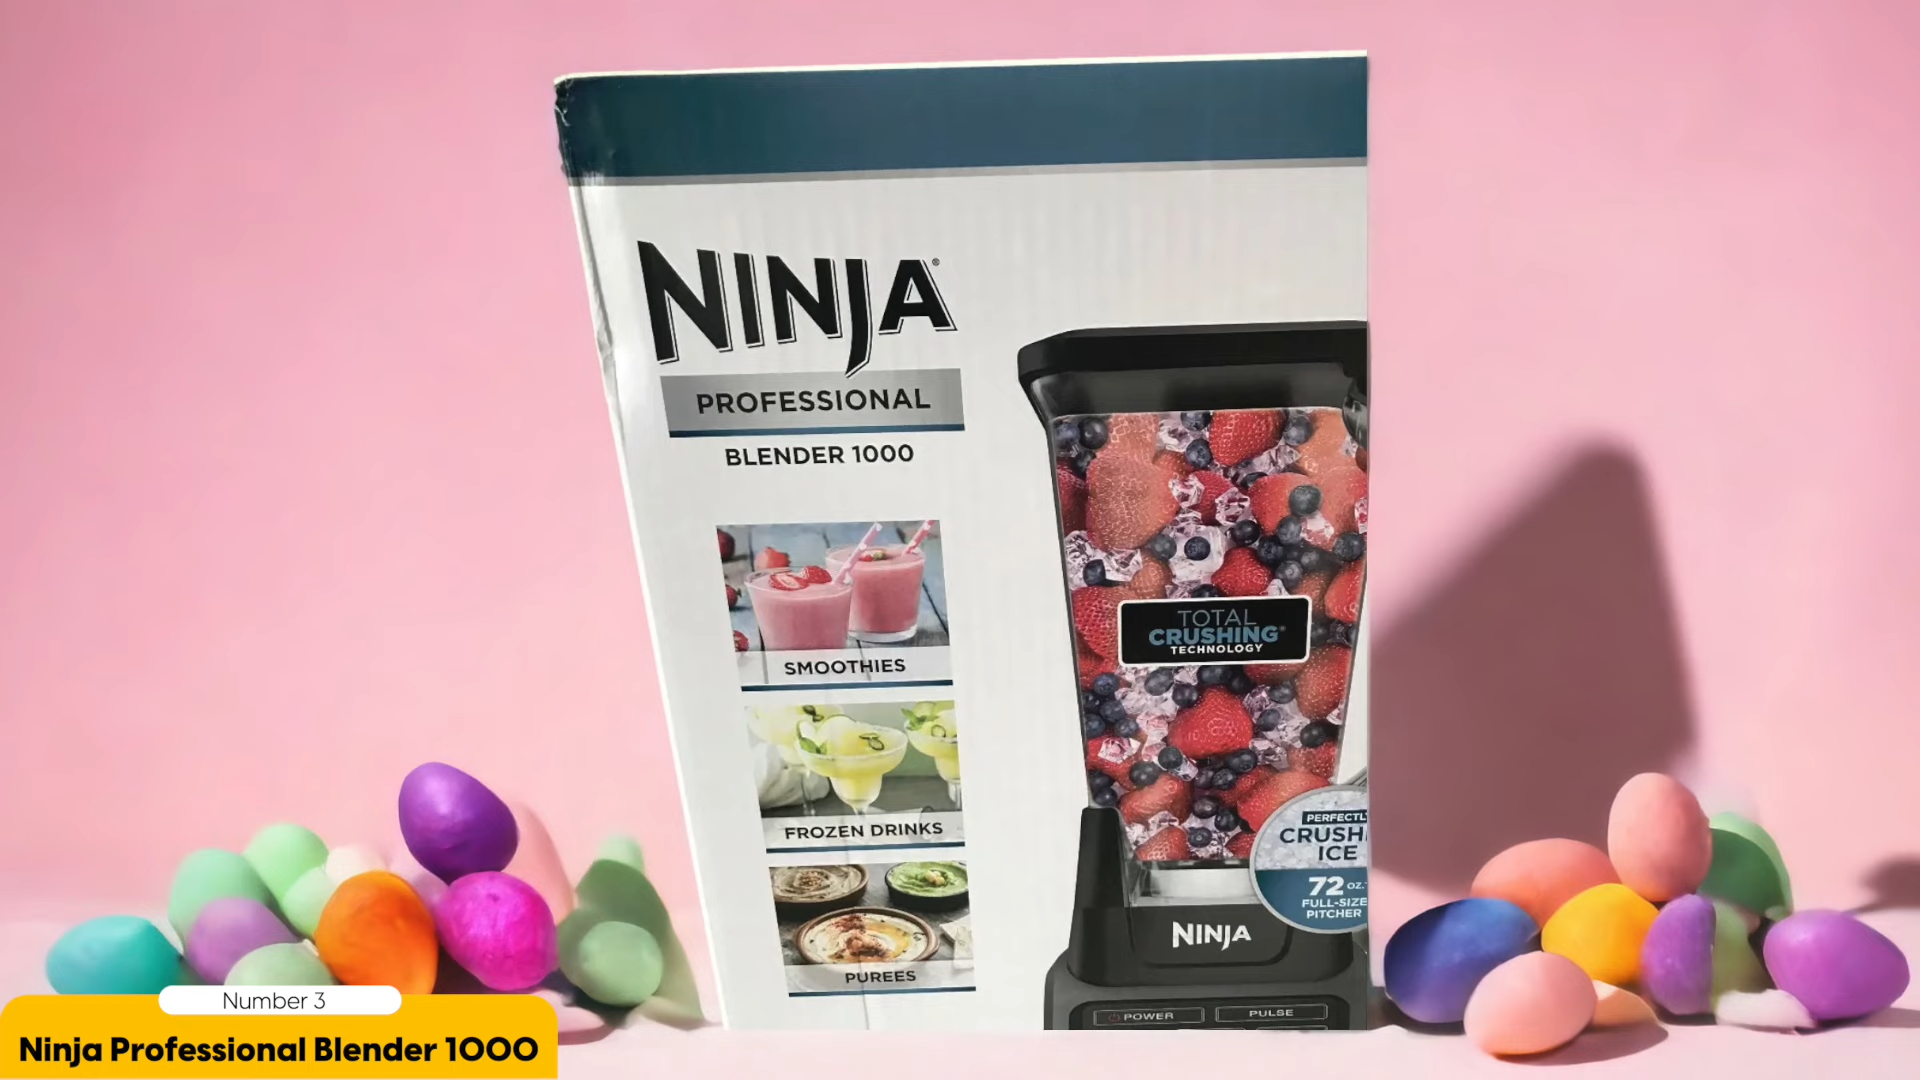 NINJA®
PROFESSIONAL
BLENDER 1000
SMOOTHIES
FROZEN DRINKS
PUREES
TOTAL
CRUSHING®
TECHNOLOGY
PERFECTL
CRUSH
ICE
72 OZ.
FULL-SIZE
PITCHER
NINJA
POWER
PULSE
Number 3
Ninja Professional Blender 1000